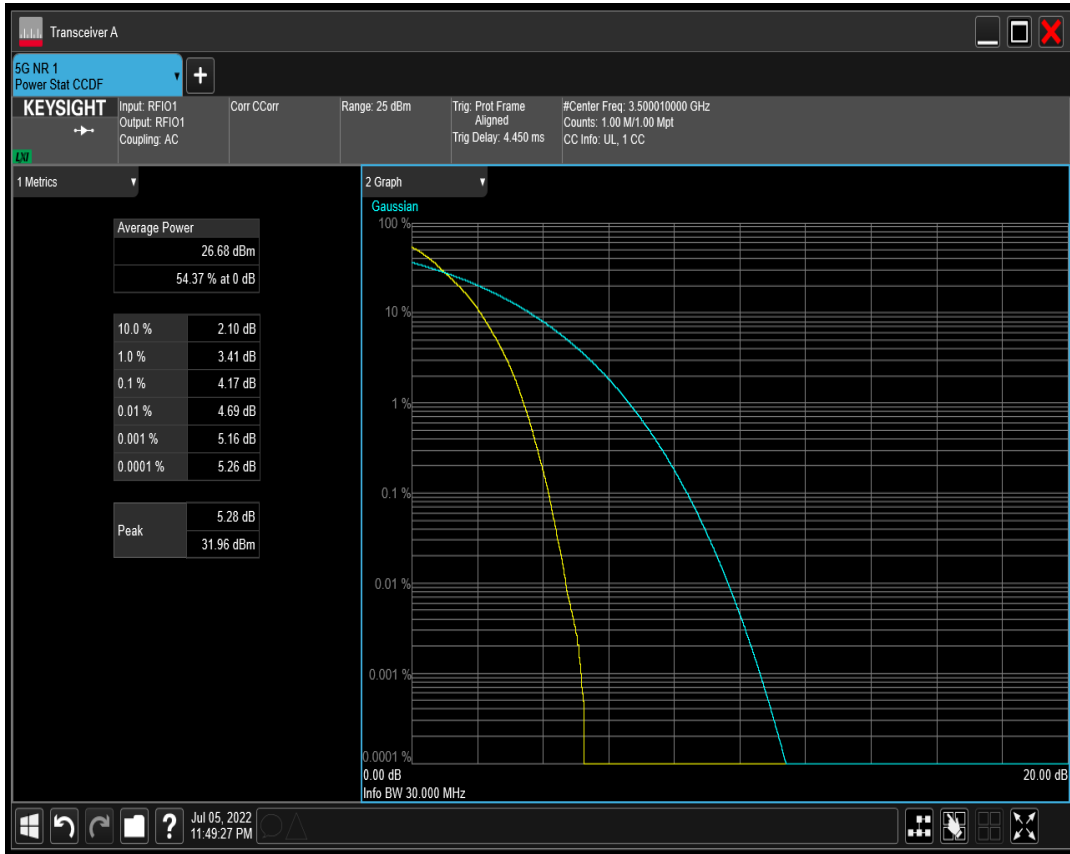 Transceiver A
5G NR 1
Power Stat CCDF
+
KEYSIGHT
LXI
Input: RFIO1
Output: RFIO1
Coupling: AC
Corr CCorr
Range: 25 dBm
Trig: Prot Frame
Aligned
Trig Delay: 4.450 ms
#Center Freq: 3.500010000 GHz
Counts: 1.00 M/1.00 Mpt
CC Info: UL, 1 CC
1 Metrics
Average Power
26.68 dBm
54.37 % at 0 dB
10.0 % 2.10 dB
1.0 % 3.41 dB
0.1 % 4.17 dB
0.01 % 4.69 dB
0.001 % 5.16 dB
0.0001 % 5.26 dB
Peak
5.28 dB
31.96 dBm
2 Graph
Gaussian
100 %
10 %
1 %
0.1 %
0.01 %
0.001 %
0.0001 %
0.00 dB 20.00 dB
Info BW 30.000 MHz
?
Jul 05, 2022
11:49:27 PM